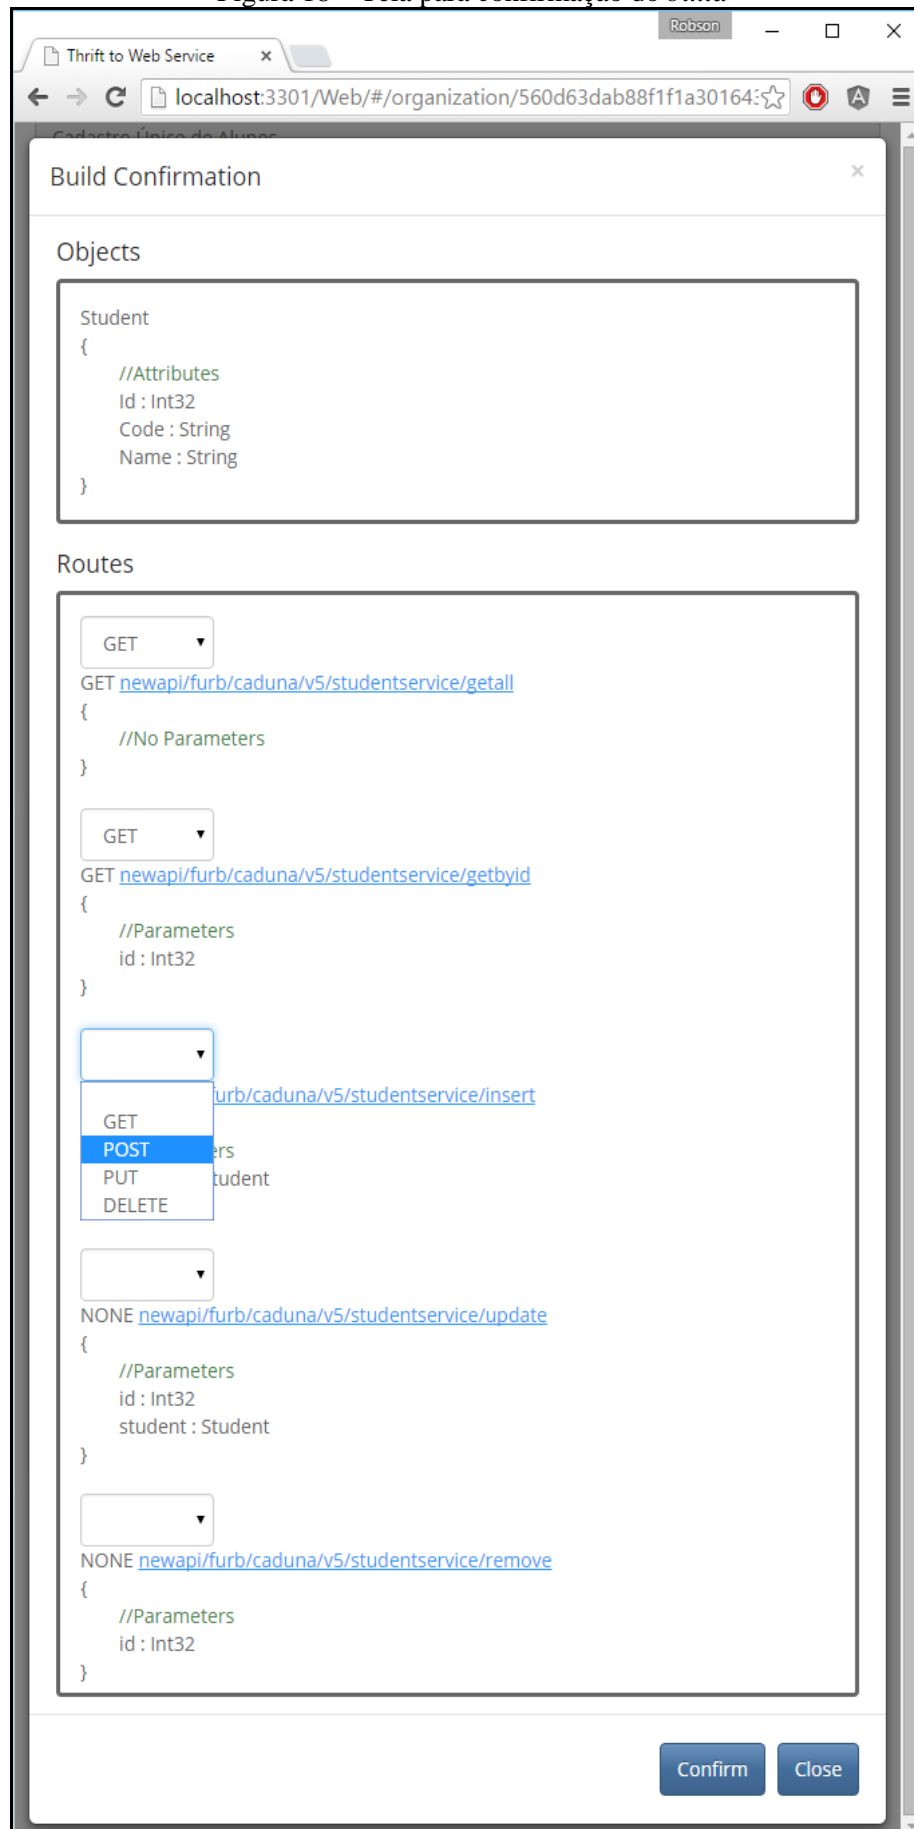 Robson
Thrift to Web Service
localhost:3301/Web/#/organization/560d63dab88f1f1a30164
Build Confirmation
Objects
Student
{
//Attributes
Id : Int32
Code : String
Name : String
}
Routes
GET
GET newapi/furb/caduna/v5/studentservice/getall
{
//No Parameters
}
GET
GET newapi/furb/caduna/v5/studentservice/getbyid
{
//Parameters
id : Int32
}
furb/caduna/v5/studentservice/insert
GET
POST
PUT
DELETE
NONE newapi/furb/caduna/v5/studentservice/update
{
//Parameters
id : Int32
student : Student
}
NONE newapi/furb/caduna/v5/studentservice/remove
{
//Parameters
id : Int32
}
Confirm Close